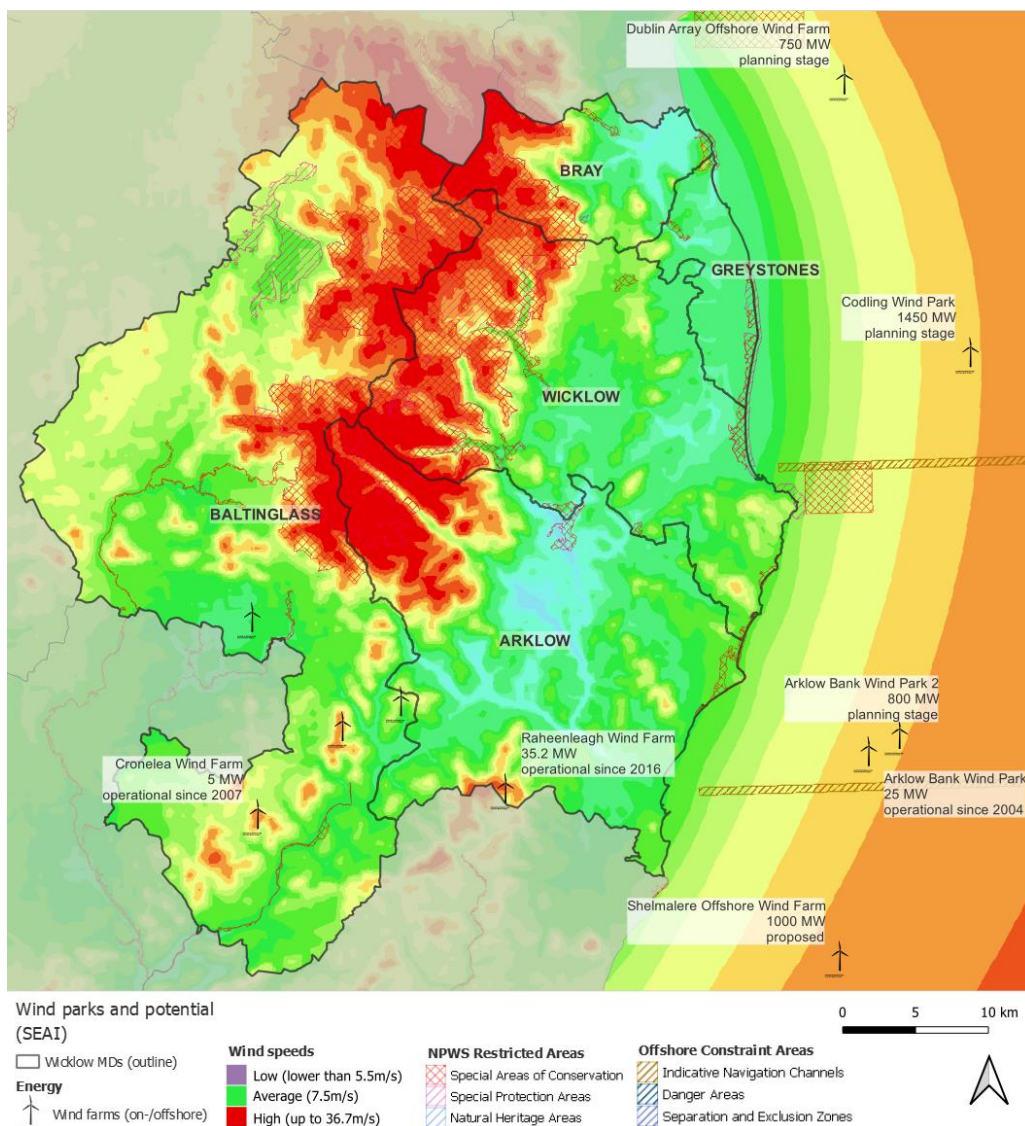 Dublin Array Offshore Wind Farm
750 MW
planning stage
BRAY
GREYSTONES
Codling Wind Park
1450 MW
planning stage
WICKLOW
BALTINGLASS
ARKLOW
Arklow Bank Wind Park 2
800 MW
planning stage
Raheenleagh Wind Farm
35.2 MW
operational since 2016
Cronelea Wind Farm
5 MW
operational since 2007
Arklow Bank Wind Park
25 MW
operational since 2004
Shelmalere Offshore Wind Farm
1000 MW
proposed
Wind parks and potential
(SEAI)
Wicklow MDs (outline)
Energy
Wind farms (on-/offshore)
Wind speeds
Low (lower than 5.5m/s)
Average (7.5m/s)
High (up to 36.7m/s)
NPWS Restricted Areas
Special Areas of Conservation
Special Protection Areas
Natural Heritage Areas
Offshore Constraint Areas
Indicative Navigation Channels
Danger Areas
Separation and Exclusion Zones
0 5 10 km